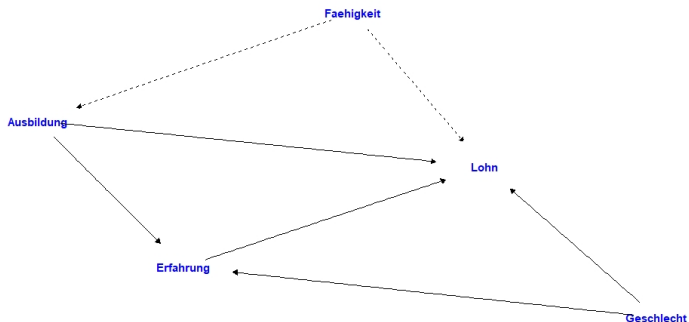 Faehigkeit
Ausbildung
Lohn
Erfahrung
Geschlecht